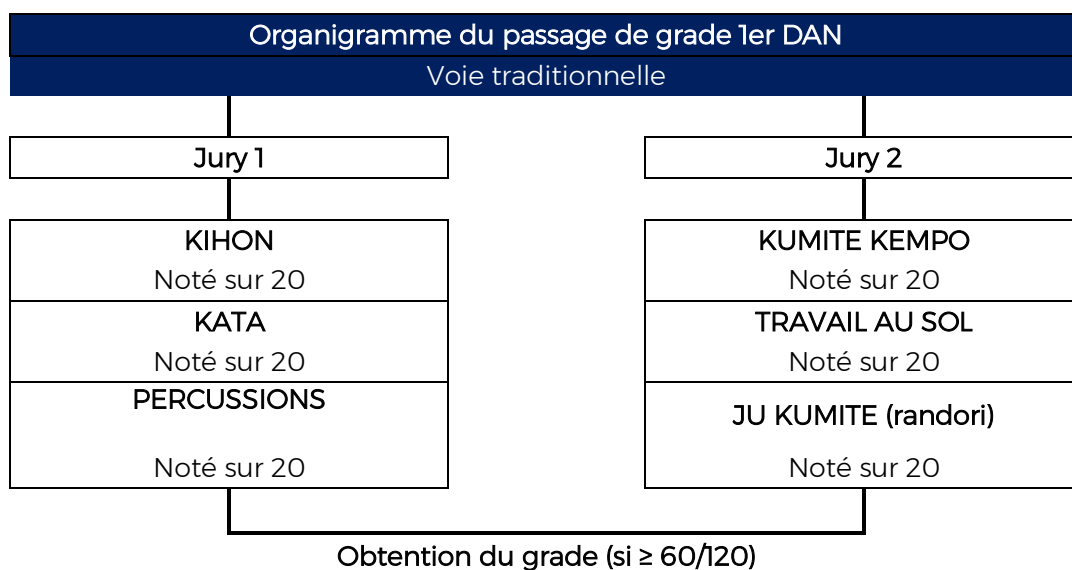 Organigramme du passage de grade 1er DAN
Voie traditionnelle
Jury 1
KIHON
Noté sur 20
KATA
Noté sur 20
PERCUSSIONS
Noté sur 20
Jury 2
KUMITE KEMPO
Noté sur 20
TRAVAIL AU SOL
Noté sur 20
JU KUMITE (randori)
Noté sur 20
Obtention du grade (si ≥ 60/120)